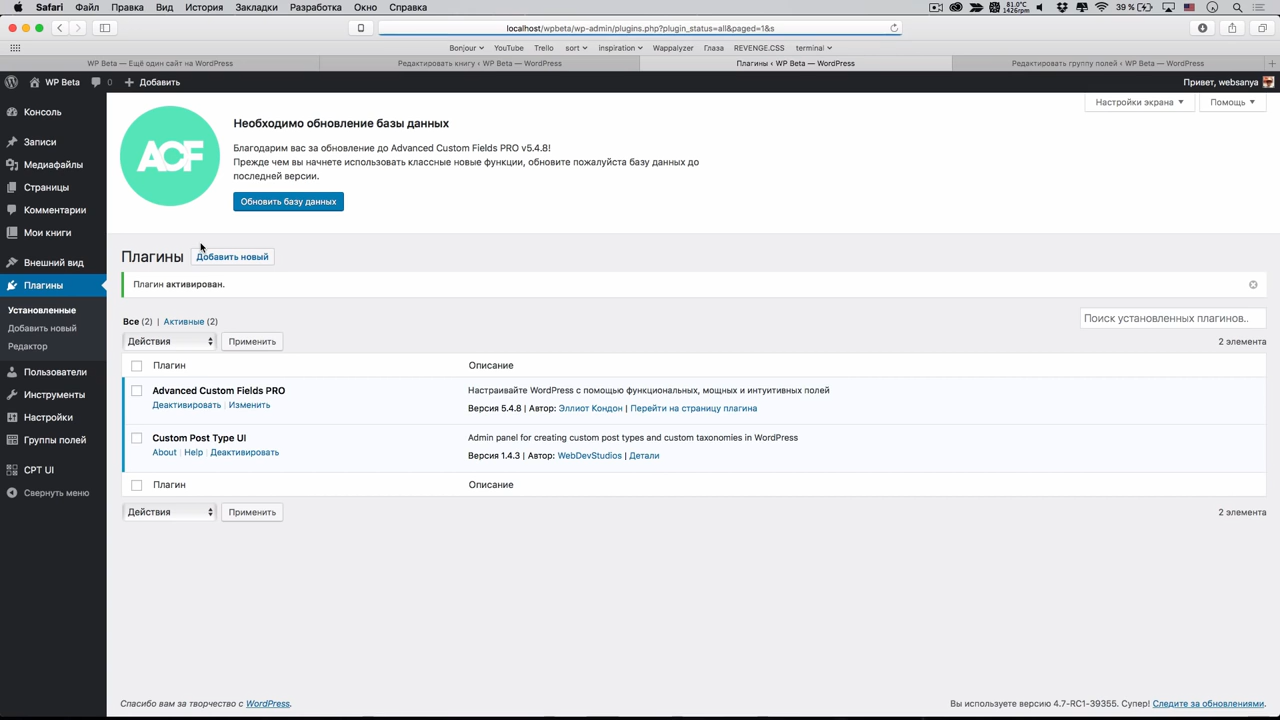 Safari Файл Правка Вид История Закладки Разработка Окно Справка 81.0°C 1426rpm 39 %
localhost/wpbeta/wp-admin/plugins.php?plugin_status=all&paged=1&s
Bonjour YouTube Trello sort inspiration Wappalyzer Глаза REVENGE.CSS terminal
WP Beta — Ещё один сайт на WordPress Редактировать книгу ‹ WP Beta — WordPress Плагины ‹ WP Beta — WordPress Редактировать группу полей ‹ WP Beta — WordPress
WP Beta 0 Добавить Привет, websanya
Настройки экрана Помощь
Консоль
Записи
Медиафайлы
Страницы
Комментарии
Мои книги
Внешний вид
Плагины
Установленные
Добавить новый
Редактор
Пользователи
Инструменты
Настройки
Группы полей
CPT UI
Свернуть меню
ACF
Необходимо обновление базы данных
Благодарим вас за обновление до Advanced Custom Fields PRO v5.4.8!
Прежде чем вы начнете использовать классные новые функции, обновите пожалуйста базу данных до
последней версии.
Обновить базу данных
Плагины Добавить новый
Плагин активирован.
Все (2) | Активные (2)
Поиск установленных плагинов..
Действия Применить 2 элемента
Плагин Описание
Advanced Custom Fields PRO Настраивайте WordPress с помощью функциональных, мощных и интуитивных полей
Деактивировать | Изменить Версия 5.4.8 | Автор: Эллиот Кондон | Перейти на страницу плагина
Custom Post Type UI Admin panel for creating custom post types and custom taxonomies in WordPress
About | Help | Деактивировать Версия 1.4.3 | Автор: WebDevStudios | Детали
Плагин Описание
Действия Применить 2 элемента
Спасибо вам за творчество с WordPress. Вы используете версию 4.7-RC1-39355. Супер! Следите за обновлениями.